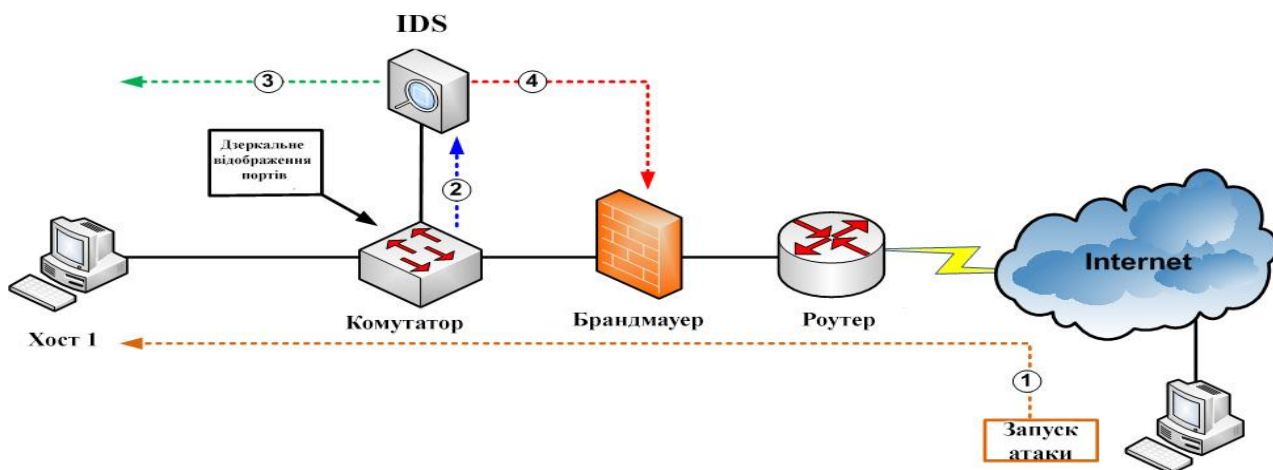 IDS
3
4
Дзеркальне
відображення
портів
2
Internet
Комутатор
Брандмауер
Роутер
Хост 1
1
Запуск
атаки